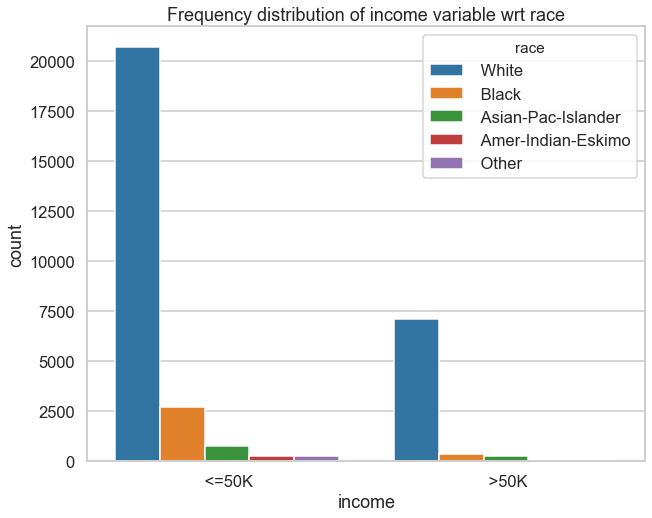 Frequency distribution of income variable wrt race
race
White
Black
Asian-Pac-Islander
Amer-Indian-Eskimo
Other
20000
17500
15000
12500
10000
7500
5000
2500
0
count
<=50K
>50K
income